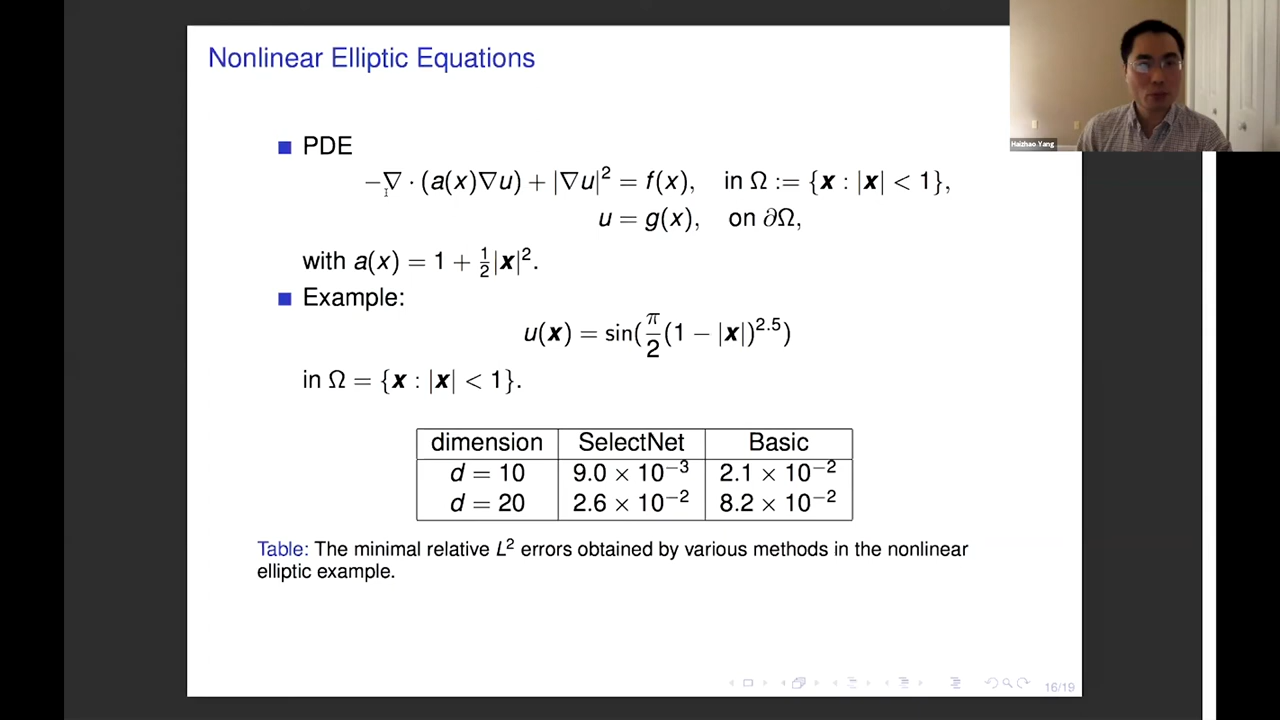 Nonlinear Elliptic Equations
Haizhao Yang
PDE
−∇ · (a(x)∇u) + |∇u|² = f(x), in Ω := {x : |x| < 1},
u = g(x), on ∂Ω,
with a(x) = 1 + ½|x|².
Example:
u(x) = sin(π/2(1 − |x|)^2.5)
in Ω = {x : |x| < 1}.
dimension SelectNet Basic
d = 10 9.0 × 10⁻³ 2.1 × 10⁻²
d = 20 2.6 × 10⁻² 8.2 × 10⁻²
Table: The minimal relative L² errors obtained by various methods in the nonlinear
elliptic example.
16/19